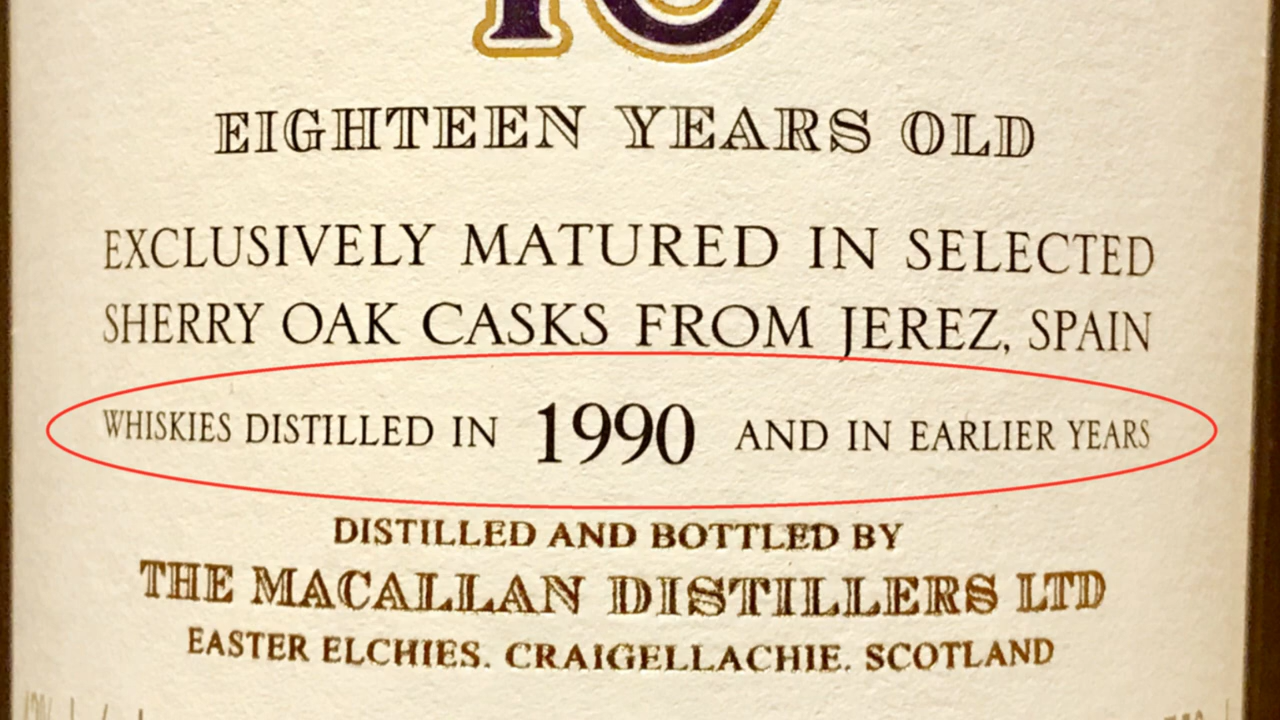 18
EIGHTEEN YEARS OLD
EXCLUSIVELY MATURED IN SELECTED
SHERRY OAK CASKS FROM JEREZ, SPAIN
WHISKIES DISTILLED IN 1990 AND IN EARLIER YEARS
DISTILLED AND BOTTLED BY
THE MACALLAN DISTILLERS LTD
EASTER ELCHIES. CRAIGELLACHIE. SCOTLAND